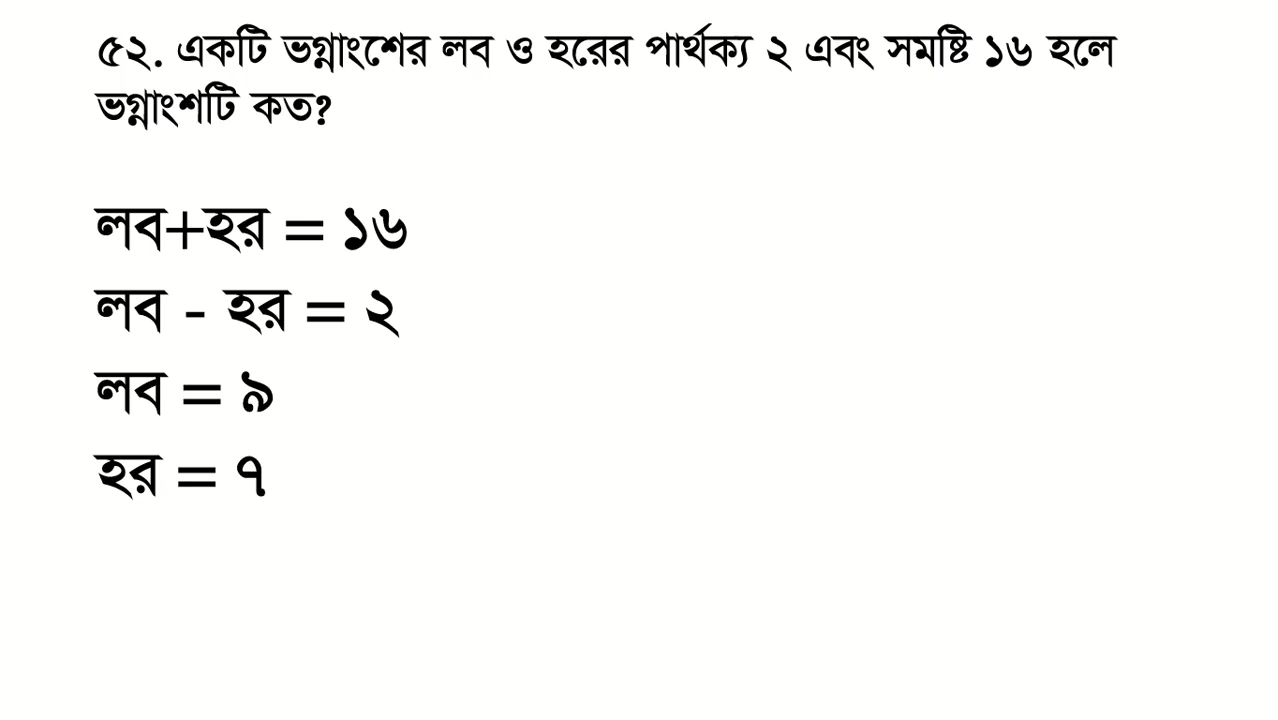 ৫২. একটি ভগ্নাংশের লব ও হরের পার্থক্য ২ এবং সমষ্টি ১৬ হলে
ভগ্নাংশটি কত?
লব+হর = ১৬
লব - হর = ২
লব = ৯
হর = ৭